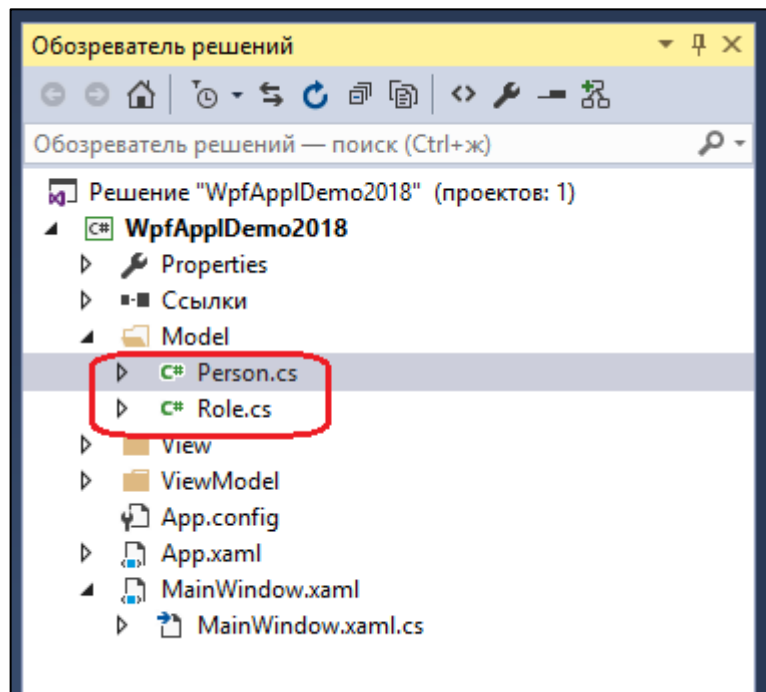 Обозреватель решений
Обозреватель решений — поиск (Ctrl+ж)
Решение "WpfApplDemo2018" (проектов: 1)
C# WpfApplDemo2018
Properties
Ссылки
Model
C# Person.cs
C# Role.cs
View
ViewModel
App.config
App.xaml
MainWindow.xaml
MainWindow.xaml.cs